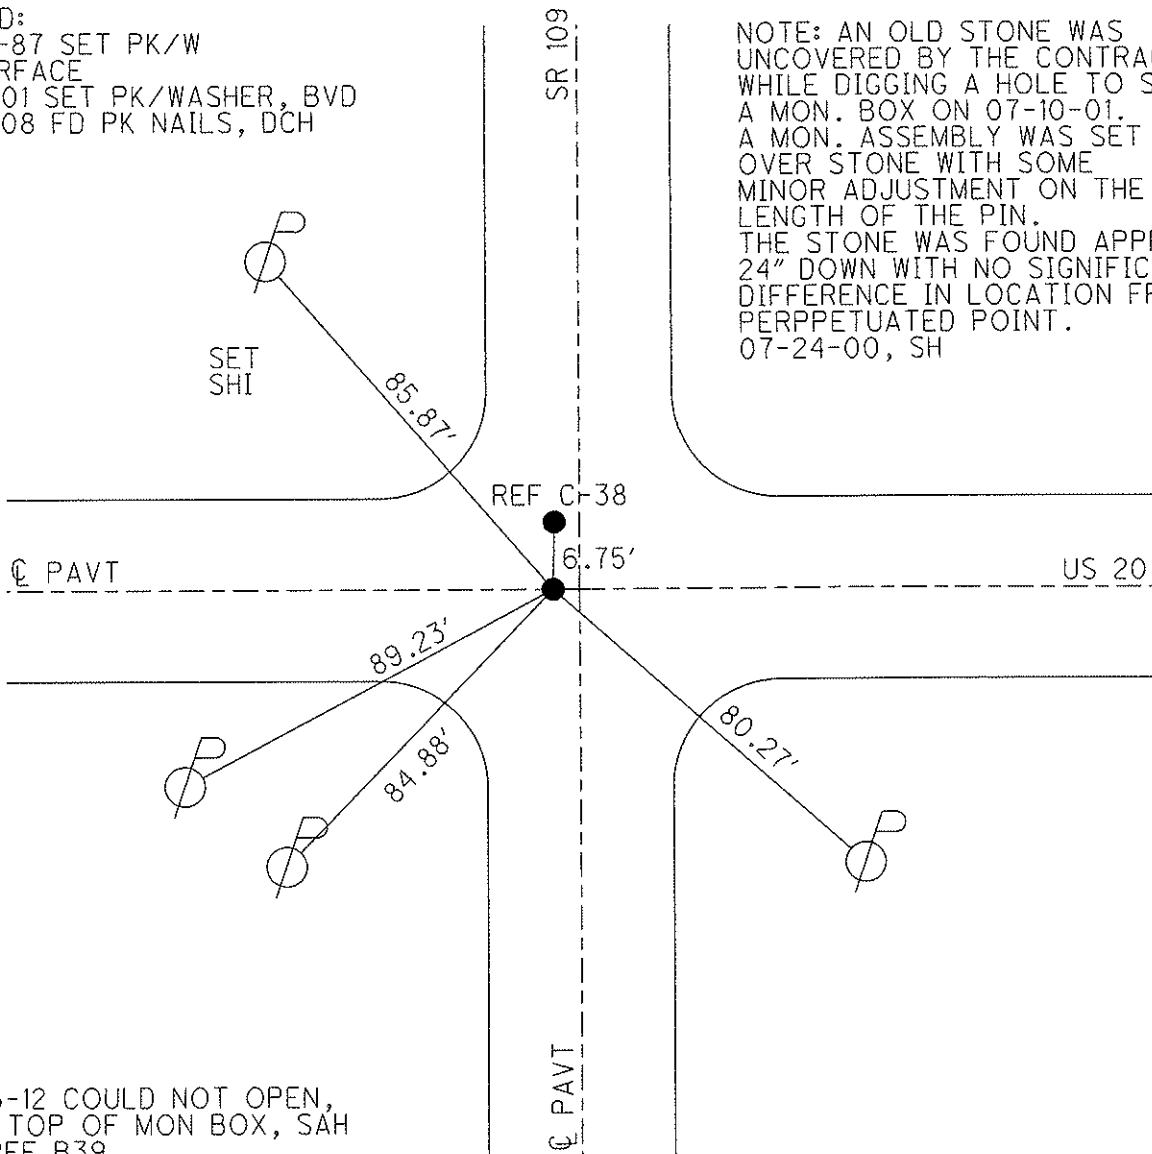 D:
-87 SET PK/W
RFACE
01 SET PK/WASHER, BVD
08 FD PK NAILS, DCH
SR 109
NOTE: AN OLD STONE WAS
UNCOVERED BY THE CONTRA
WHILE DIGGING A HOLE TO S
A MON. BOX ON 07-10-01.
A MON. ASSEMBLY WAS SET
OVER STONE WITH SOME
MINOR ADJUSTMENT ON THE
LENGTH OF THE PIN.
THE STONE WAS FOUND APP
24" DOWN WITH NO SIGNIFIC
DIFFERENCE IN LOCATION F
PERPPETUATED POINT.
07-24-00, SH
P
SET
SHI
85.87'
REF C-38
6.75'
℄ PAVT
US 20
89.23'
84.88'
80.27'
P
P
P
℄ PAVT
-12 COULD NOT OPEN,
TOP OF MON BOX, SAH
REF B39